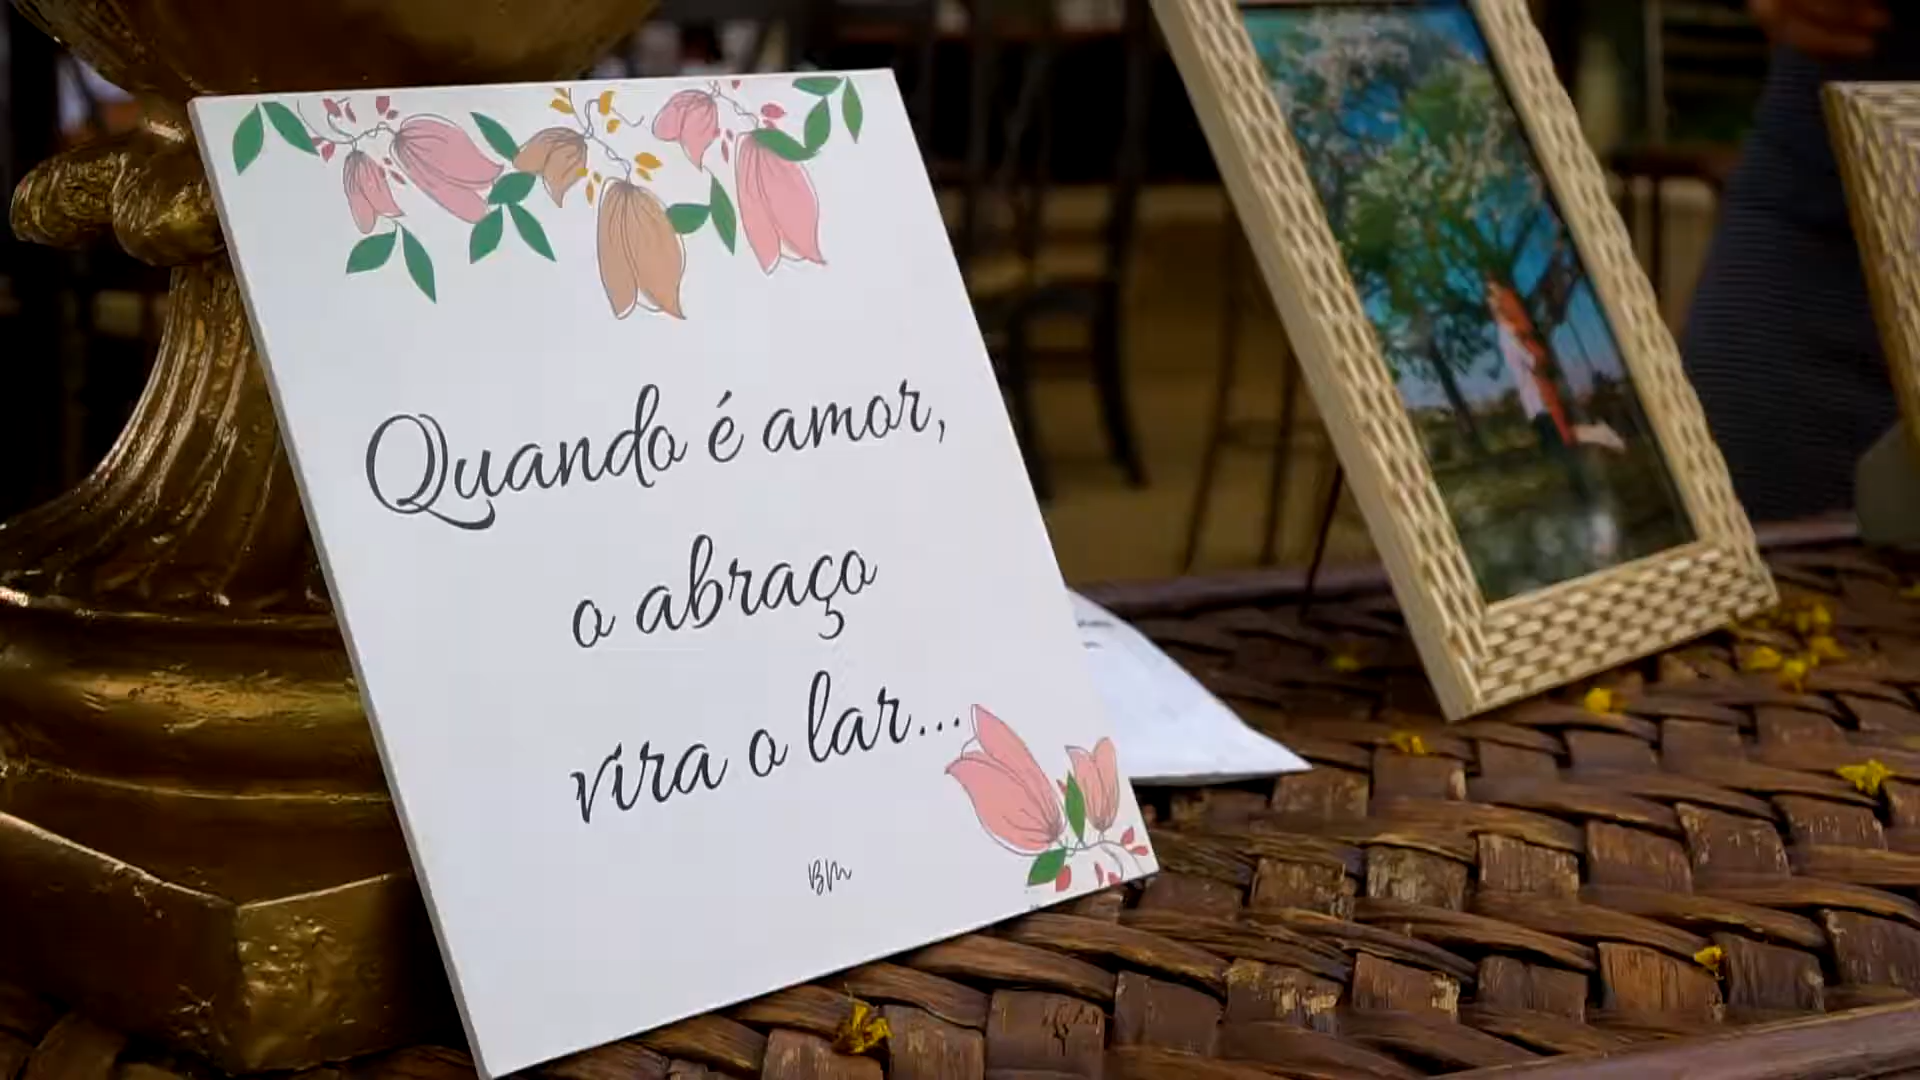 Quando é amor,
o abraço
vira o lar...
BM